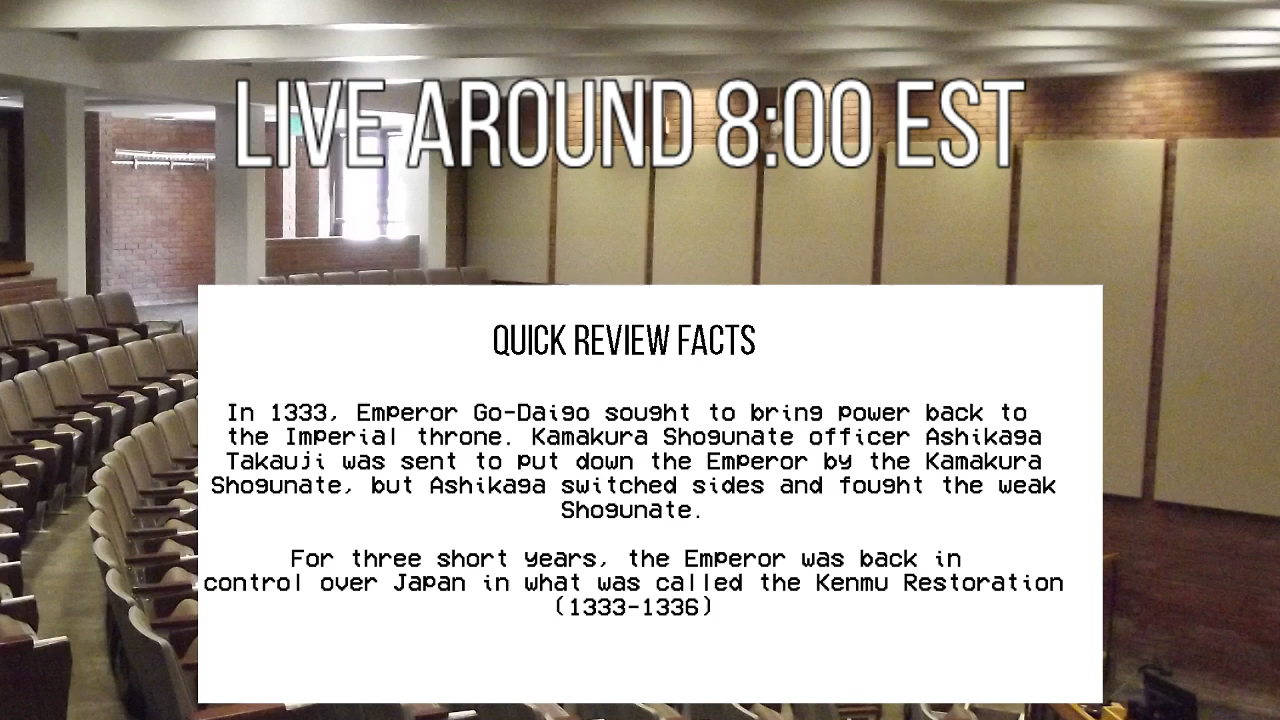 LIVE AROUND 8:00 EST
QUICK REVIEW FACTS
In 1333, Emperor Go-Daigo sought to bring power back to
the Imperial throne. Kamakura Shogunate officer Ashikaga
Takauji was sent to put down the Emperor by the Kamakura
Shogunate, but Ashikaga switched sides and fought the weak
Shogunate.
For three short years, the Emperor was back in
control over Japan in what was called the Kenmu Restoration
(1333-1336)